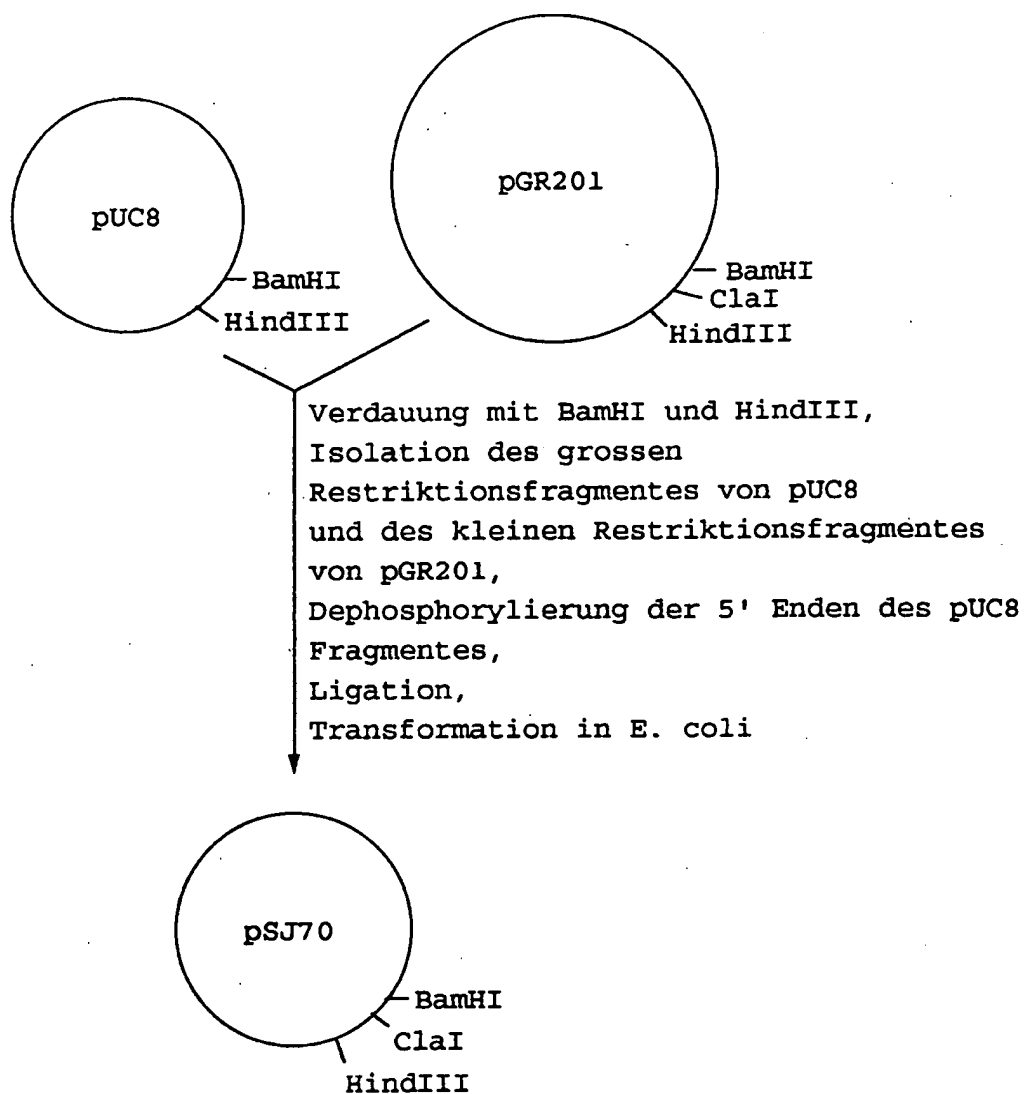 pUC8
pGR201
BamHI
HindIII
BamHI
ClaI
HindIII
Verdauung mit BamHI und HindIII,
Isolation des grossen
Restriktionsfragmentes von pUC8
und des kleinen Restriktionsfragmentes
von pGR201,
Dephosphorylierung der 5' Enden des pUC8
Fragmentes,
Ligation,
Transformation in E. coli
pSJ70
BamHI
ClaI
HindIII